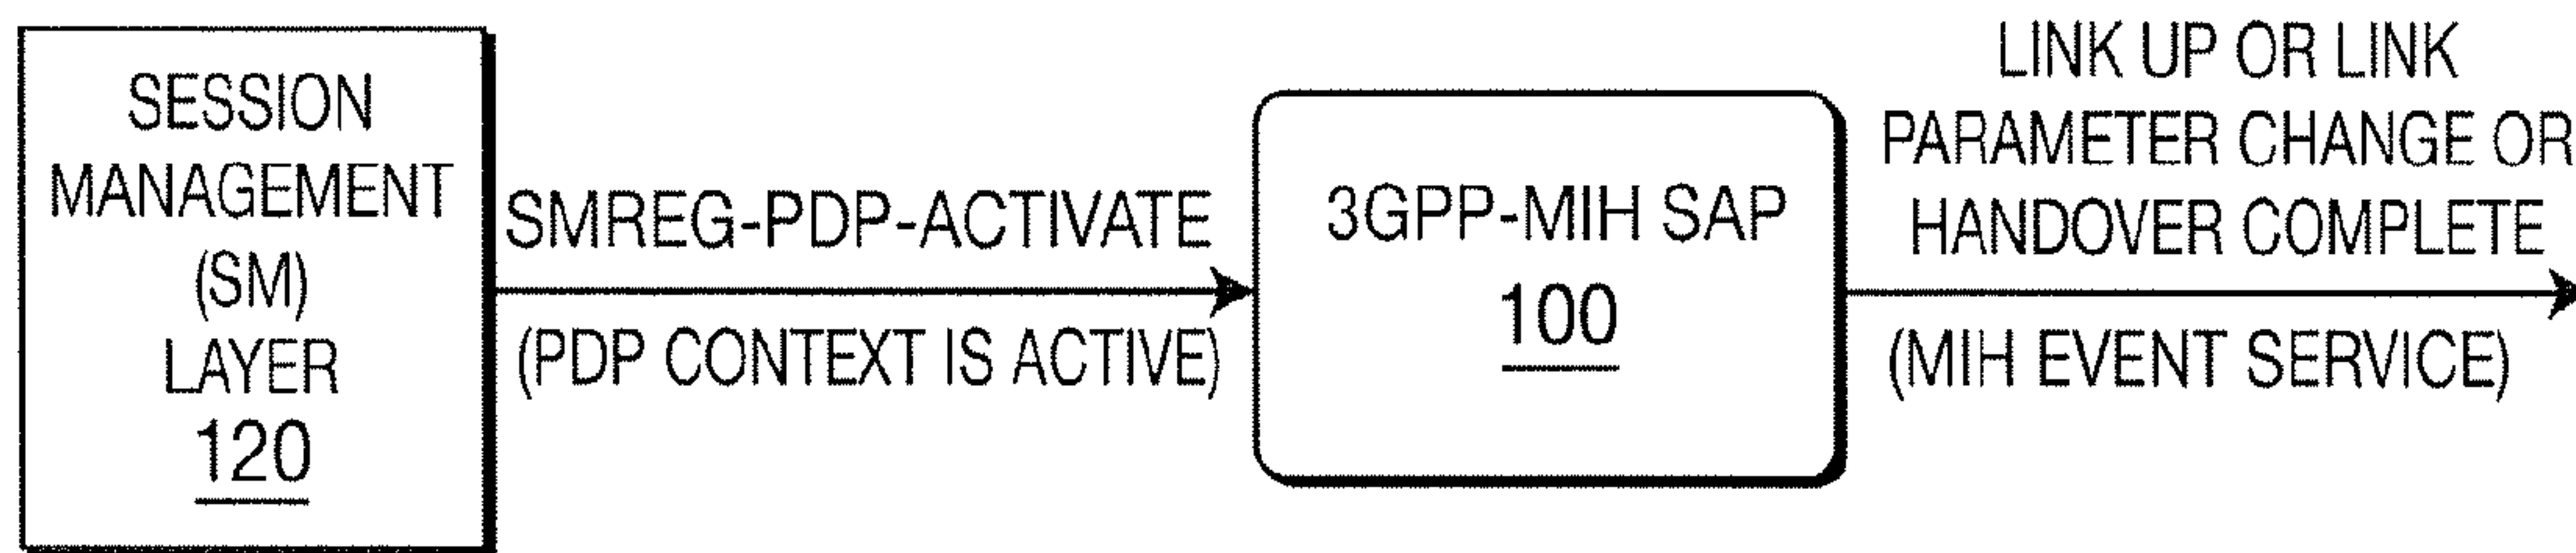 SESSION
MANAGEMENT
(SM)
LAYER
120
SMREG-PDP-ACTIVATE
(PDP CONTEXT IS ACTIVE)
3GPP-MIH SAP
100
LINK UP OR LINK
PARAMETER CHANGE OR
HANDOVER COMPLETE
(MIH EVENT SERVICE)